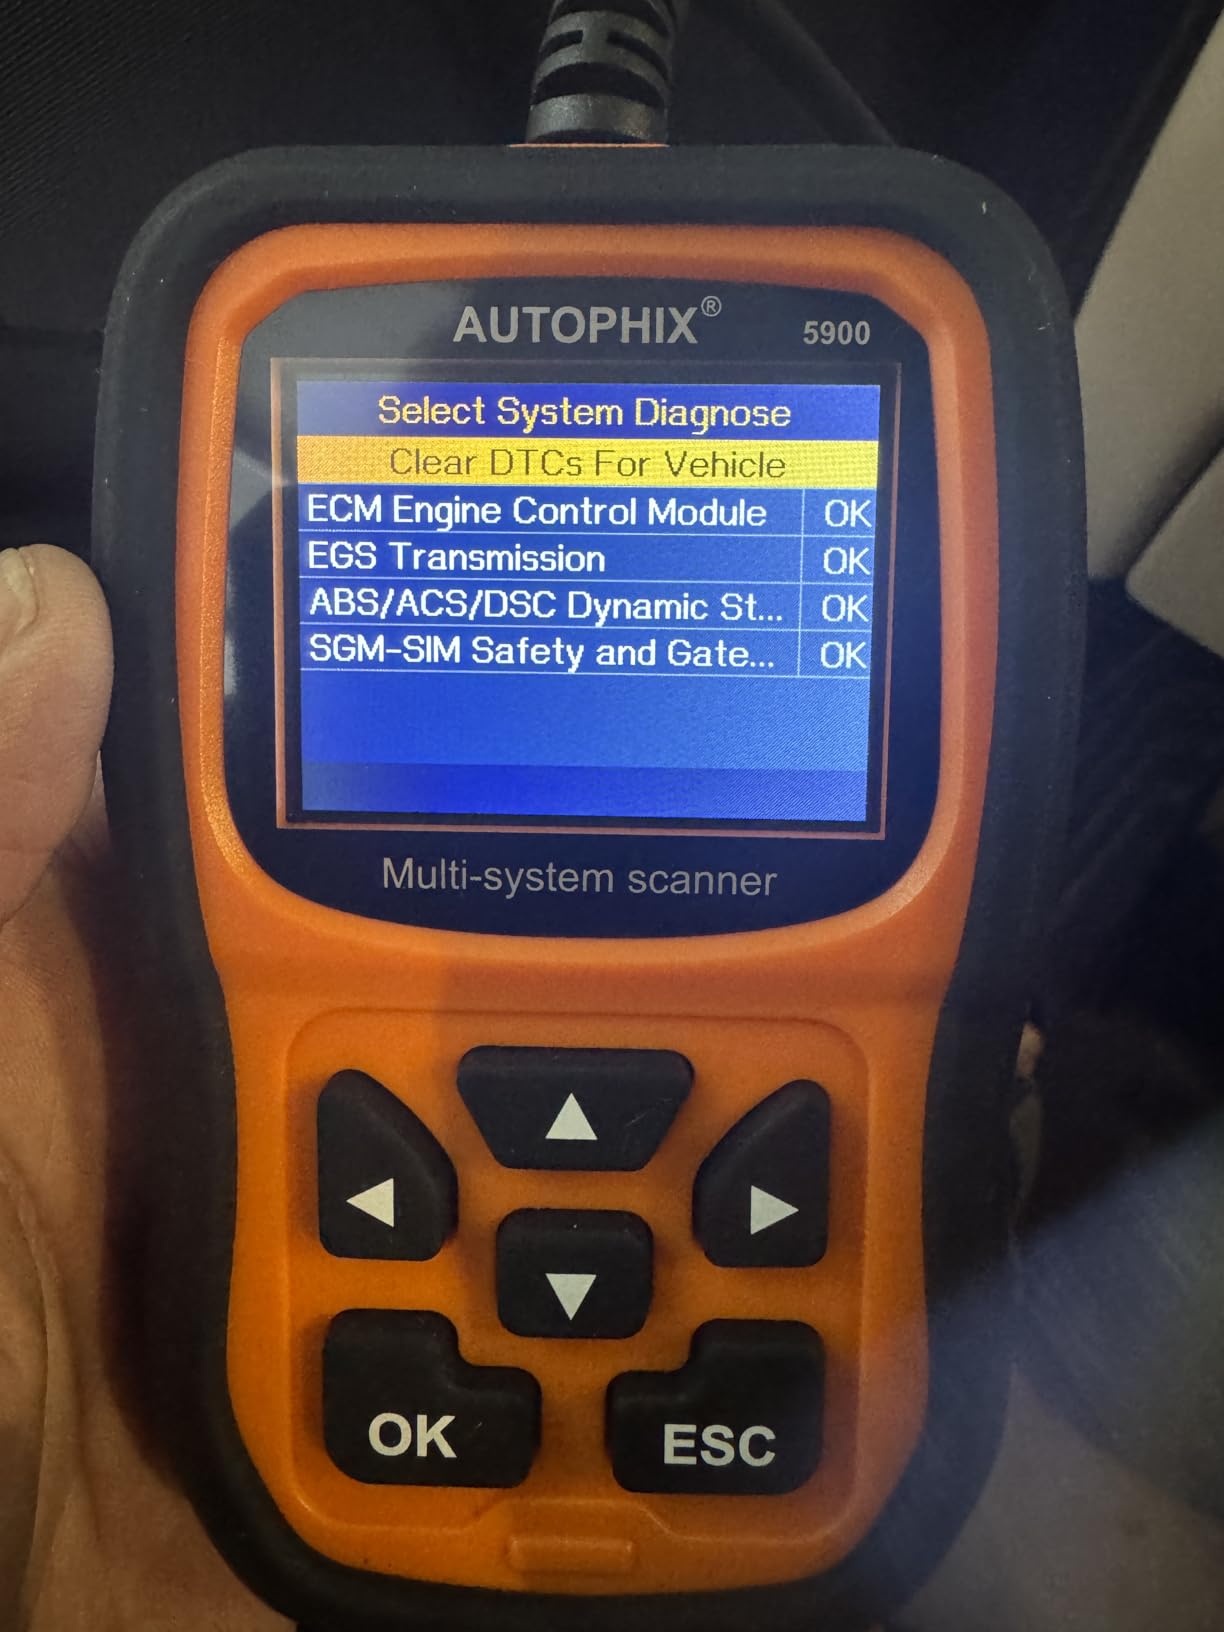 AUTOPHIX® 5900
Select System Diagnose
Clear DTCs For Vehicle
ECM Engine Control Module OK
EGS Transmission OK
ABS/ACS/DSC Dynamic St... OK
SGM-SIM Safety and Gate... OK
Multi-system scanner
OK ESC